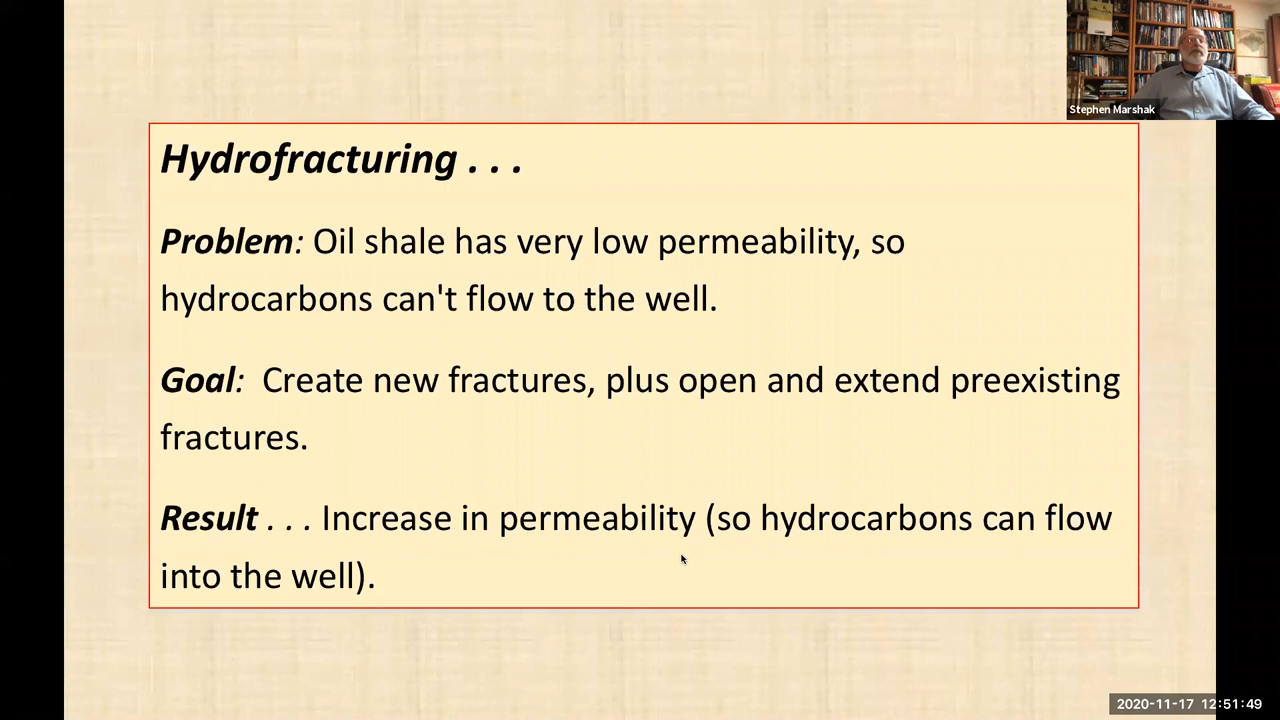 Stephen Marshak
Hydrofracturing . . .
Problem: Oil shale has very low permeability, so
hydrocarbons can't flow to the well.
Goal:  Create new fractures, plus open and extend preexisting
fractures.
Result . . . Increase in permeability (so hydrocarbons can flow
into the well).
2020-11-17 12:51:49